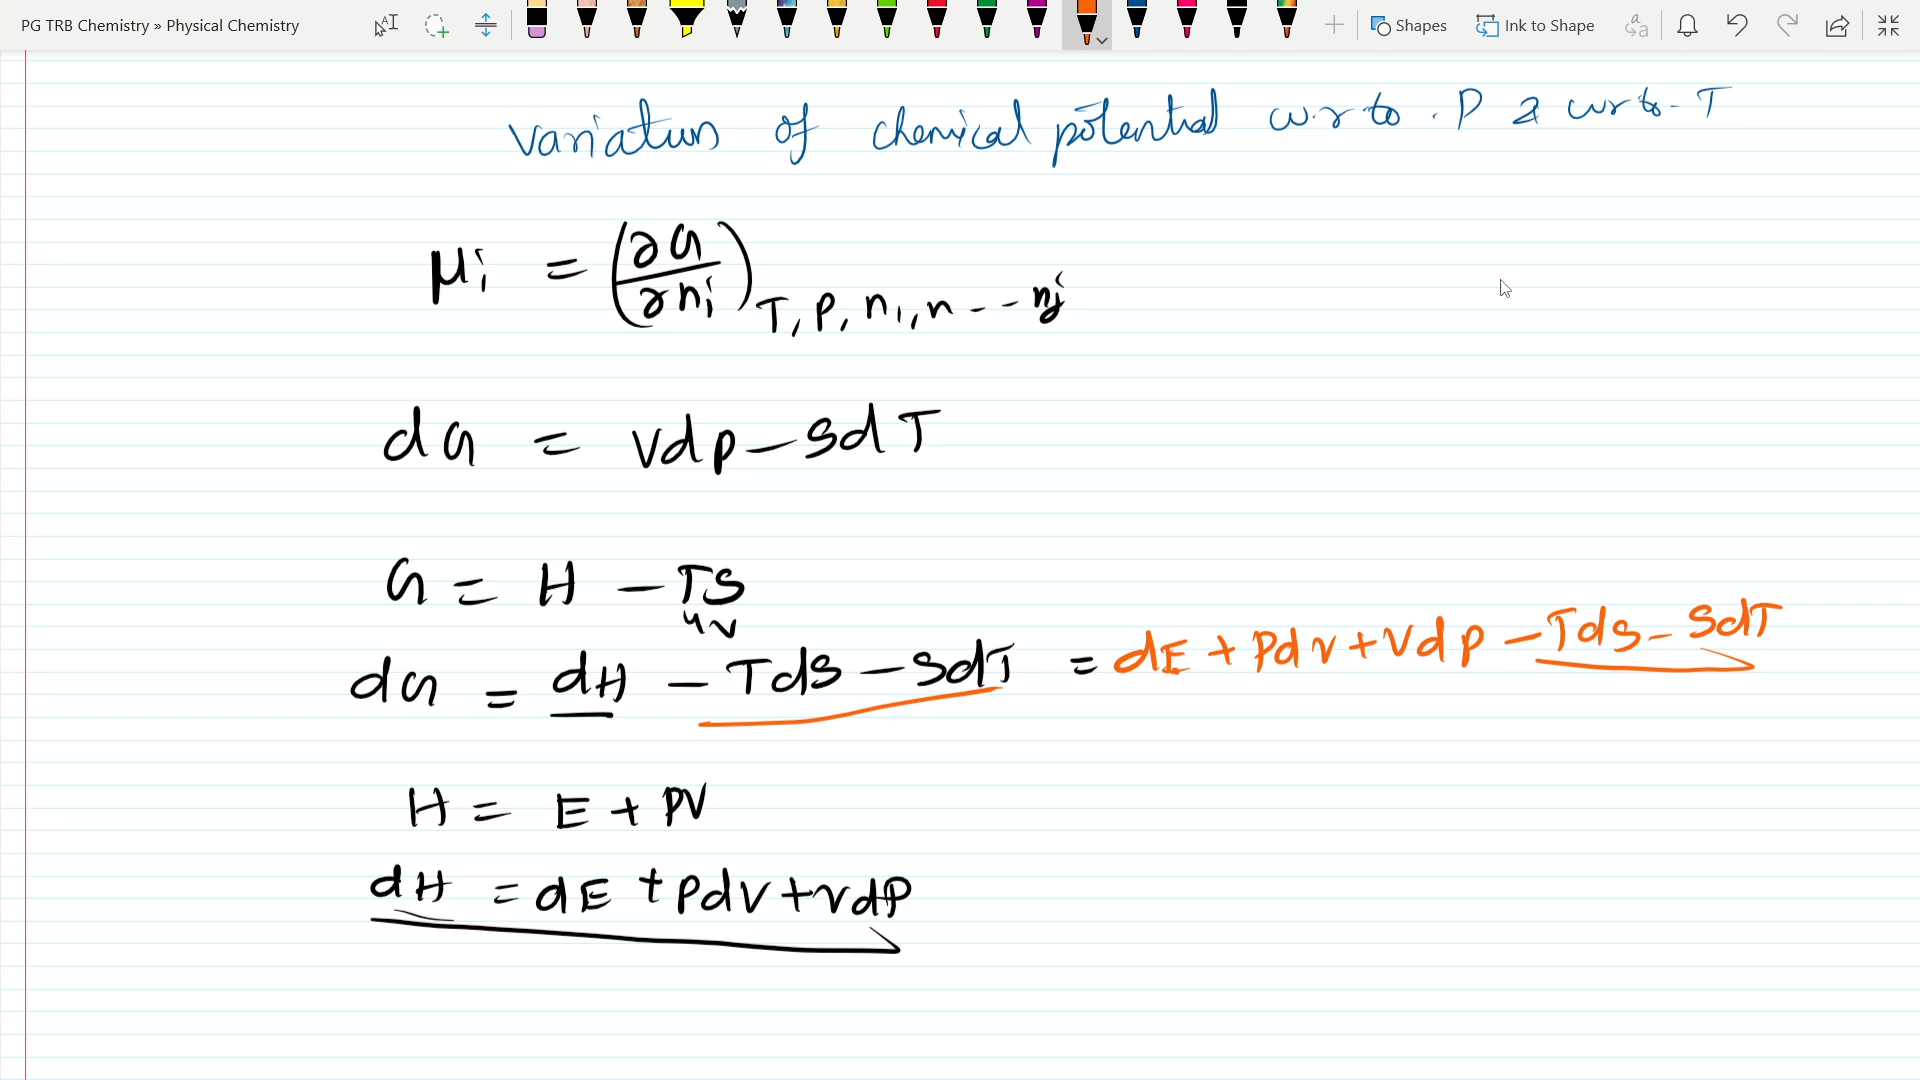 PG TRB Chemistry » Physical Chemistry
Shapes
Ink to Shape
Variation of chemical potential w.r to . P & w r to - T
μi = (∂G/∂ni) T, P, n1, n - - nj
dG = vdp - SdT
G = H - TS
u v
dG = dH - TdS - SdT = dE + PdV + Vdp - Tds - SdT
H = E + PV
dH = dE + PdV + VdP